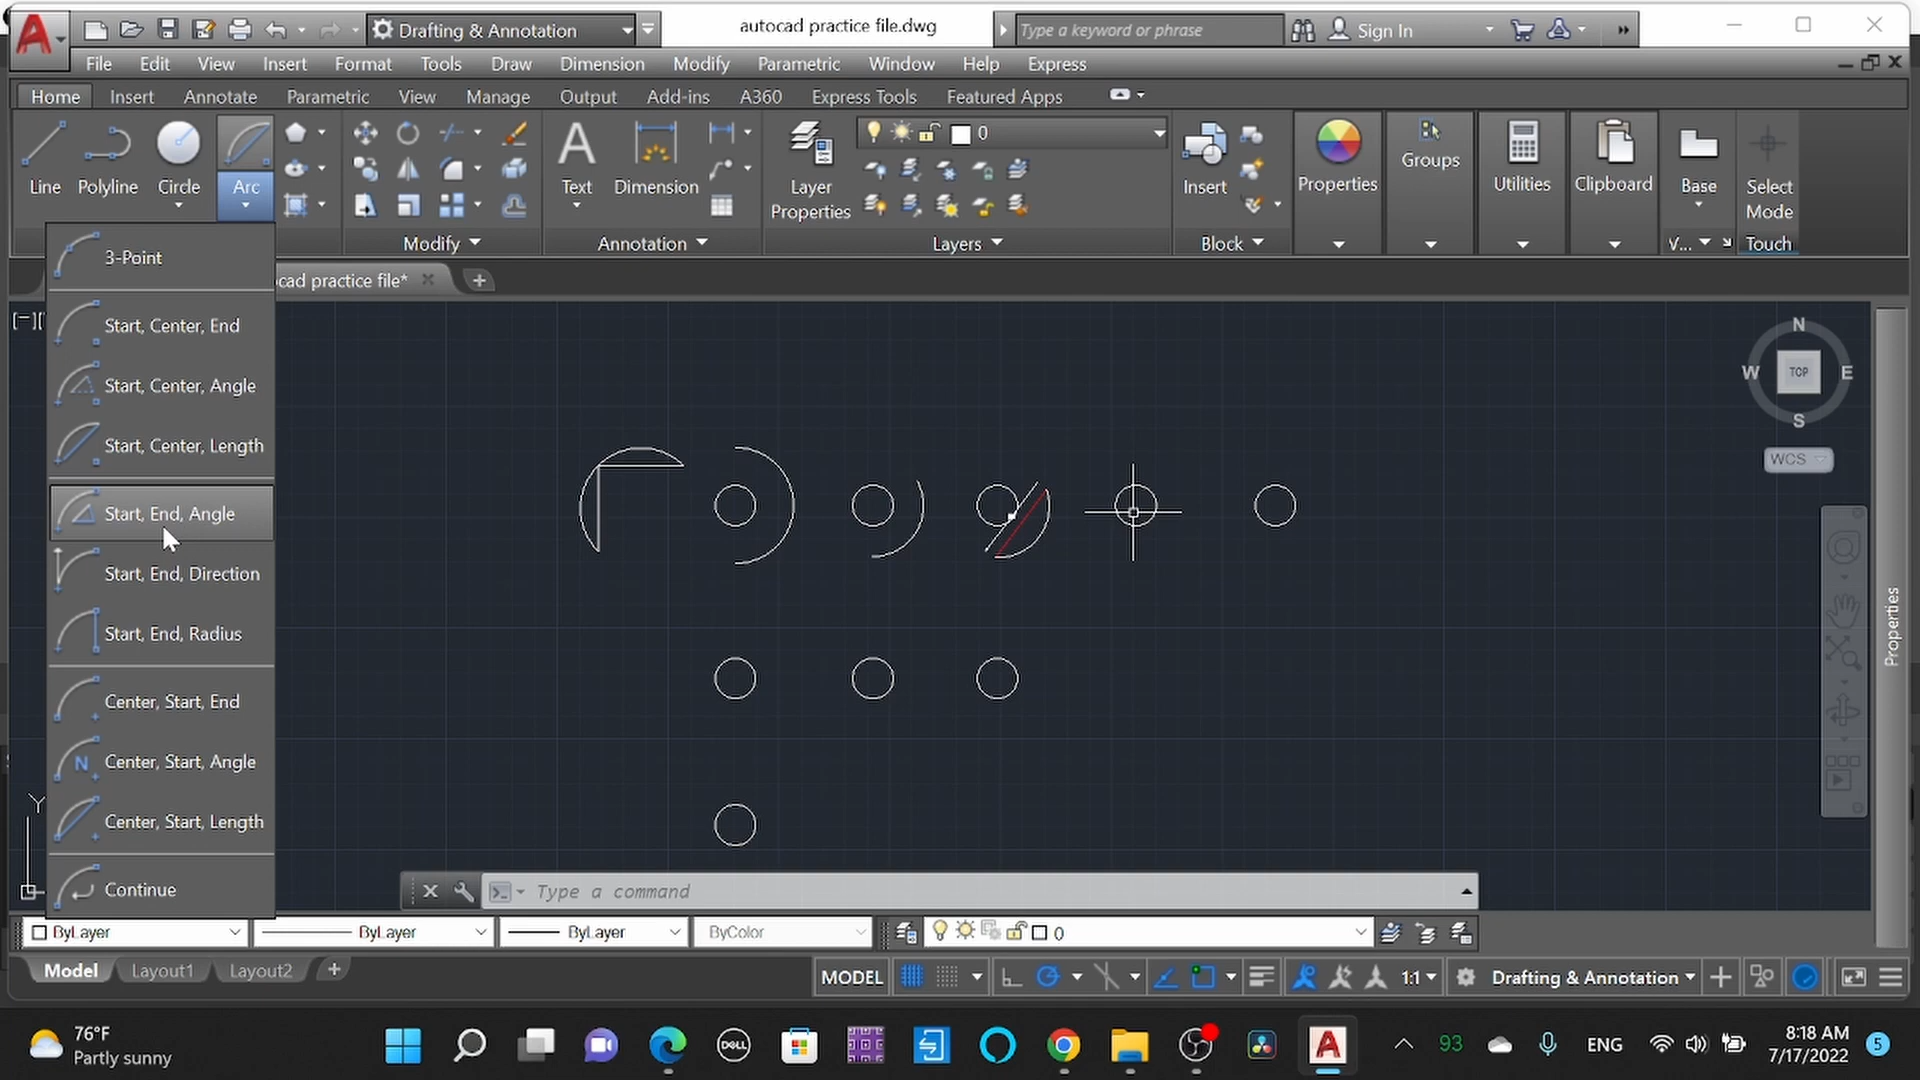 Drafting & Annotation
autocad practice file.dwg
Type a keyword or phrase
Sign In
File Edit View Insert Format Tools Draw Dimension Modify Parametric Window Help Express
Home Insert Annotate Parametric View Manage Output Add-ins A360 Express Tools Featured Apps
0
Line Polyline Circle Arc Text Dimension Layer Properties Insert Properties Groups Utilities Clipboard Base Select Mode
Modify Annotation Layers Block V... Touch
cad practice file*
3-Point
Start, Center, End
Start, Center, Angle
Start, Center, Length
Start, End, Angle
Start, End, Direction
Start, End, Radius
Center, Start, End
Center, Start, Angle
N
Center, Start, Length
Continue
N
W TOP E
S
WCS
Properties
Y
Type a command
ByLayer ByLayer ByLayer ByColor 0
Model Layout1 Layout2 +
MODEL 1:1 Drafting & Annotation
76°F
Partly sunny
DELL
A
93 ENG
8:18 AM
7/17/2022
5